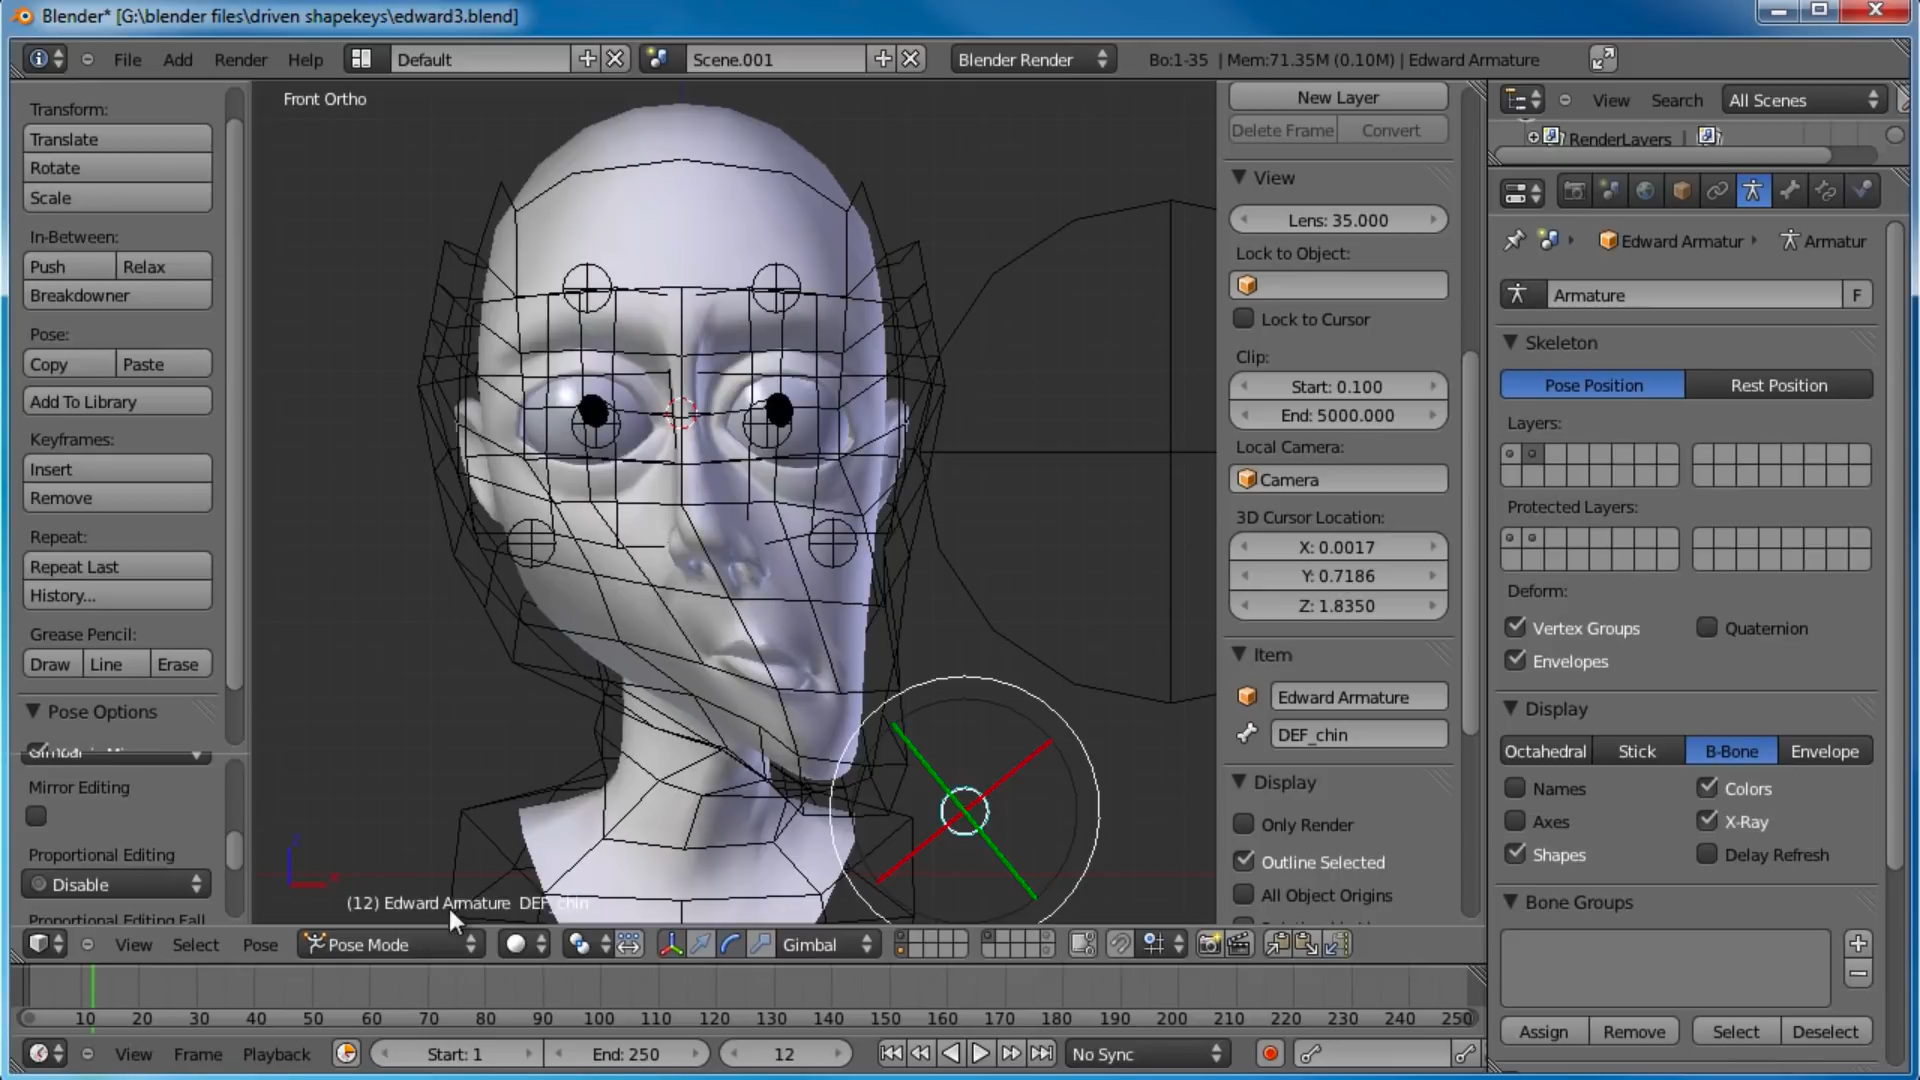 Blender* [G:\blender files\driven shapekeys\edward3.blend]
File Add Render Help Default Scene.001 Blender Render Bo:1-35 | Mem:71.35M (0.10M) | Edward Armature
Transform:
Translate
Rotate
Scale
In-Between:
Push Relax
Breakdowner
Pose:
Copy Paste
Add To Library
Keyframes:
Insert
Remove
Repeat:
Repeat Last
History...
Grease Pencil:
Draw Line Erase
Pose Options
Mirror Editing
Proportional Editing
Disable
Proportional Editing Fall
Front Ortho
(12) Edward Armature DEF_chin
New Layer
Delete Frame Convert
View
Lens: 35.000
Lock to Object:
Lock to Cursor
Clip:
Start: 0.100
End: 5000.000
Local Camera:
Camera
3D Cursor Location:
X: 0.0017
Y: 0.7186
Z: 1.8350
Item
Edward Armature
DEF_chin
Display
Only Render
Outline Selected
All Object Origins
View Search All Scenes
RenderLayers |
Edward Armatur Armatur
Armature F
Skeleton
Pose Position Rest Position
Layers:
Protected Layers:
Deform:
Vertex Groups Quaternion
Envelopes
Display
Octahedral Stick B-Bone Envelope
Names Colors
Axes X-Ray
Shapes Delay Refresh
Bone Groups
Assign Remove Select Deselect
View Select Pose Pose Mode Gimbal
10 20 30 40 50 60 70 80 90 100 110 120 130 140 150 160 170 180 190 200 210 220 230 240 250
View Frame Playback Start: 1 End: 250 12 No Sync